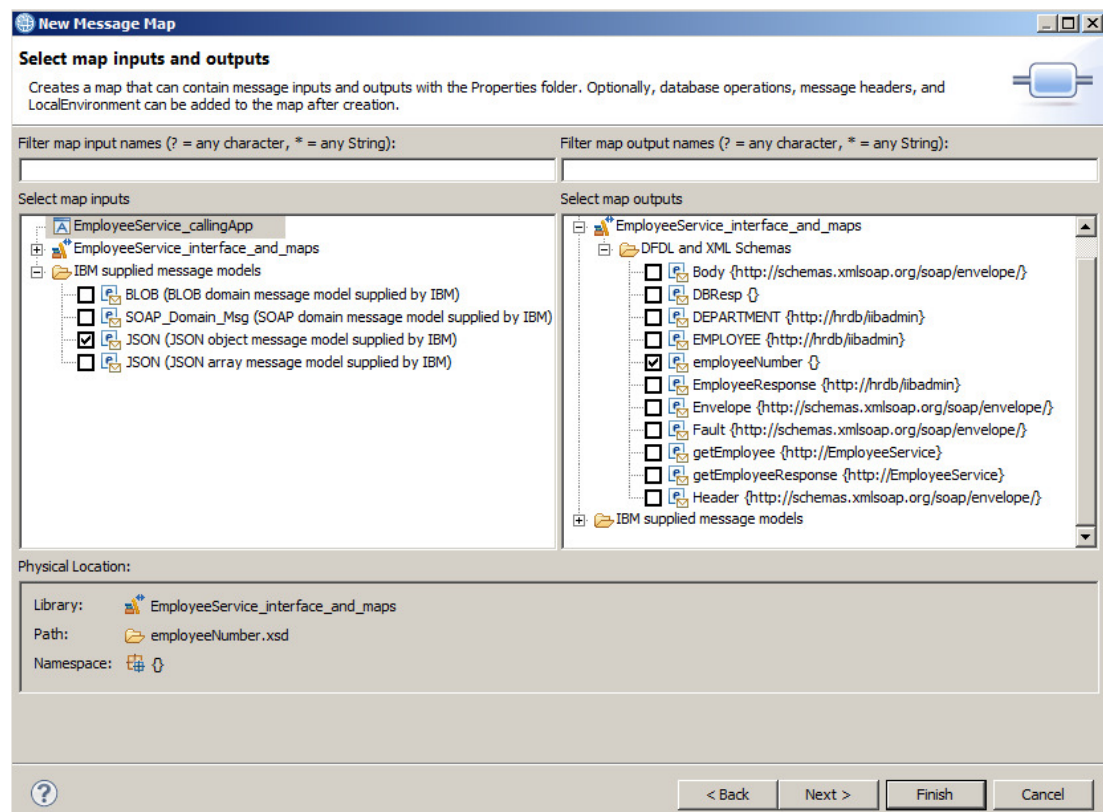 New Message Map
Select map inputs and outputs
Creates a map that can contain message inputs and outputs with the Properties folder. Optionally, database operations, message headers, and
LocalEnvironment can be added to the map after creation.
Filter map input names (? = any character, * = any String):
Filter map output names (? = any character, * = any String):
Select map inputs
EmployeeService_callingApp
EmployeeService_interface_and_maps
IBM supplied message models
BLOB (BLOB domain message model supplied by IBM)
SOAP_Domain_Msg (SOAP domain message model supplied by IBM)
JSON (JSON object message model supplied by IBM)
JSON (JSON array message model supplied by IBM)
Select map outputs
EmployeeService_interface_and_maps
DFDL and XML Schemas
Body {http://schemas.xmlsoap.org/soap/envelope/}
DBResp {}
DEPARTMENT {http://hrdb/iibadmin}
EMPLOYEE {http://hrdb/iibadmin}
employeeNumber {}
EmployeeResponse {http://hrdb/iibadmin}
Envelope {http://schemas.xmlsoap.org/soap/envelope/}
Fault {http://schemas.xmlsoap.org/soap/envelope/}
getEmployee {http://EmployeeService}
getEmployeeResponse {http://EmployeeService}
Header {http://schemas.xmlsoap.org/soap/envelope/}
IBM supplied message models
Physical Location:
Library: EmployeeService_interface_and_maps
Path: employeeNumber.xsd
Namespace: {}
? < Back Next > Finish Cancel